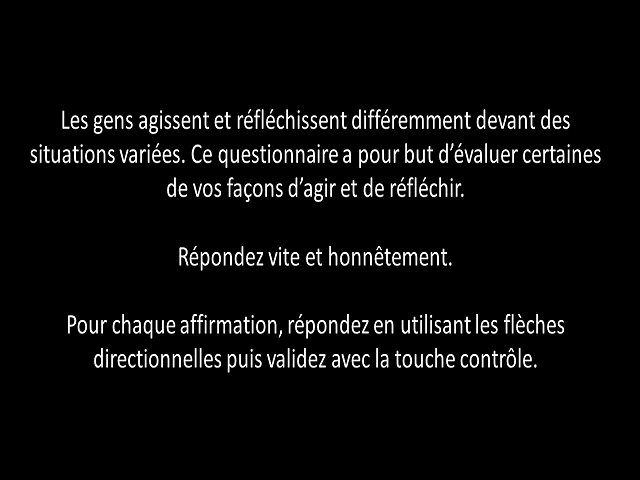 Les gens agissent et réfléchissent différemment devant des
situations variées. Ce questionnaire a pour but d’évaluer certaines
de vos façons d’agir et de réfléchir.
Répondez vite et honnêtement.
Pour chaque affirmation, répondez en utilisant les flèches
directionnelles puis validez avec la touche contrôle.